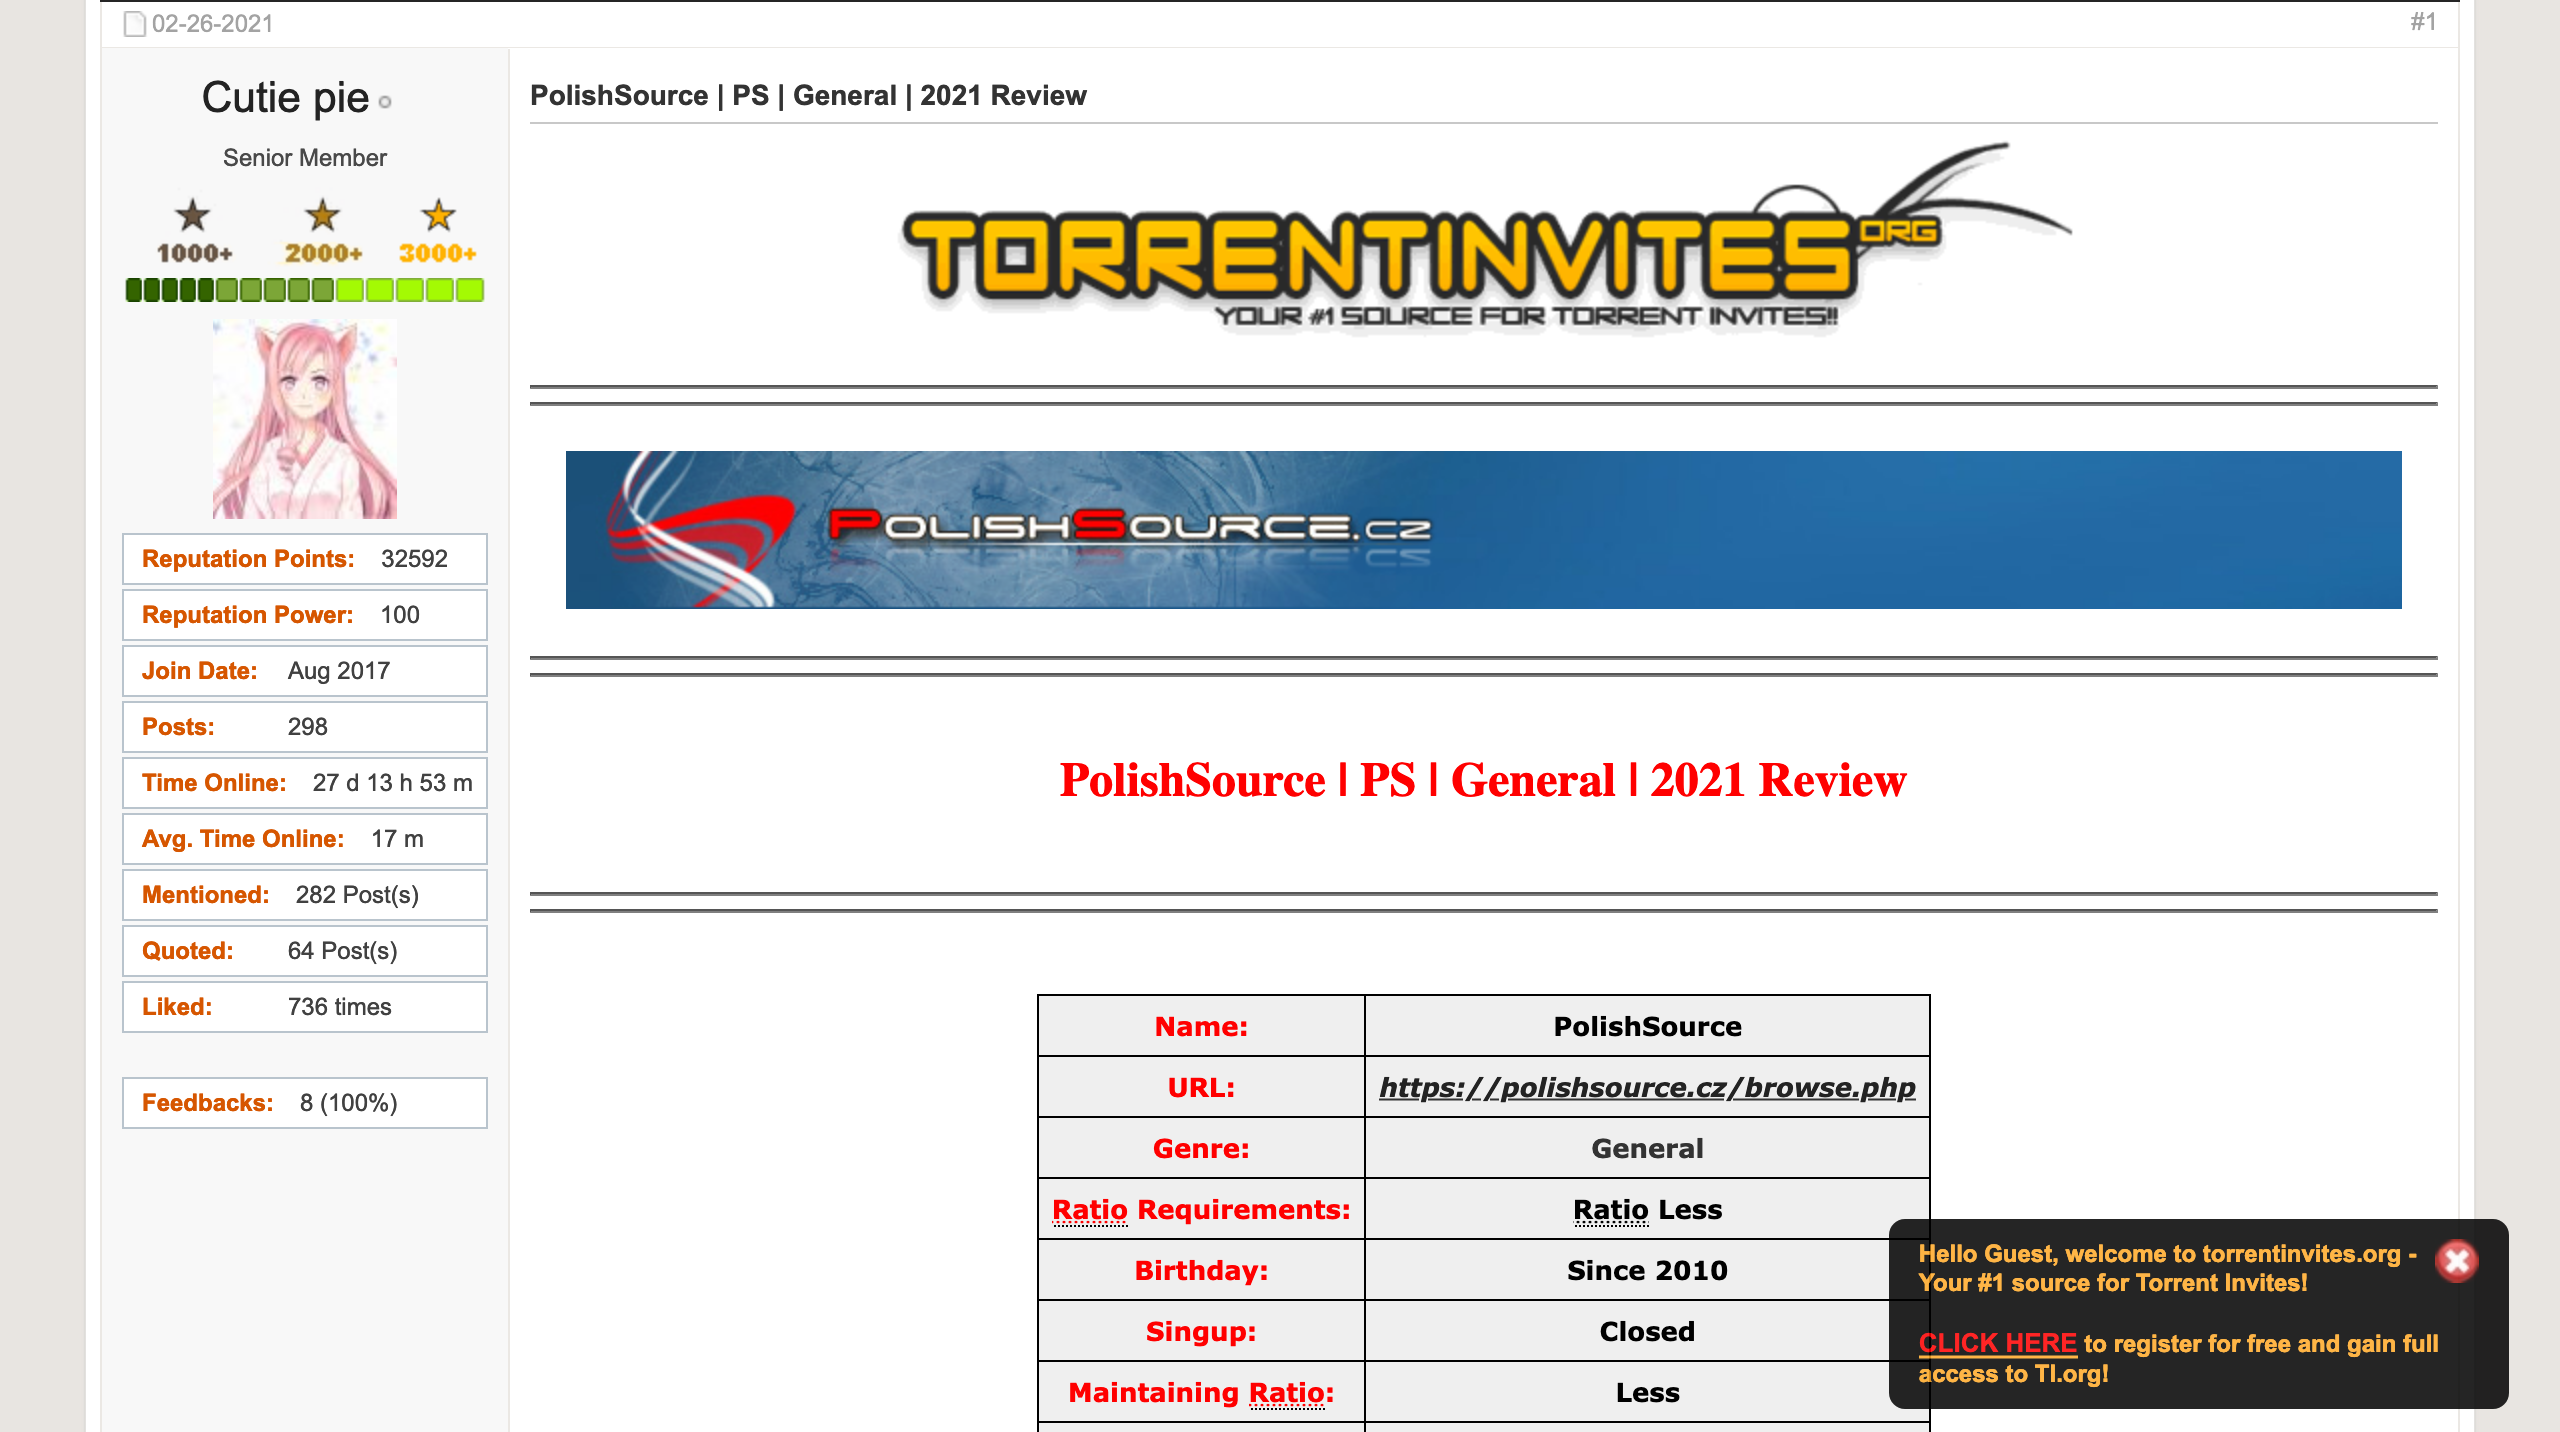 02-26-2021
#1
Cutie pie
Senior Member
1000+ 2000+ 3000+
Reputation Points: 32592
Reputation Power: 100
Join Date: Aug 2017
Posts: 298
Time Online: 27 d 13 h 53 m
Avg. Time Online: 17 m
Mentioned: 282 Post(s)
Quoted: 64 Post(s)
Liked: 736 times
Feedbacks: 8 (100%)
PolishSource | PS | General | 2021 Review
TORRENTINVITES ORG
YOUR #1 SOURCE FOR TORRENT INVITES!!
POLISHSOURCE.CZ
PolishSource | PS | General | 2021 Review
Name: PolishSource
URL: https://polishsource.cz/browse.php
Genre: General
Ratio Requirements: Ratio Less
Birthday: Since 2010
Singup: Closed
Maintaining Ratio: Less
Hello Guest, welcome to torrentinvites.org -
Your #1 source for Torrent Invites!
CLICK HERE to register for free and gain full
access to TI.org!